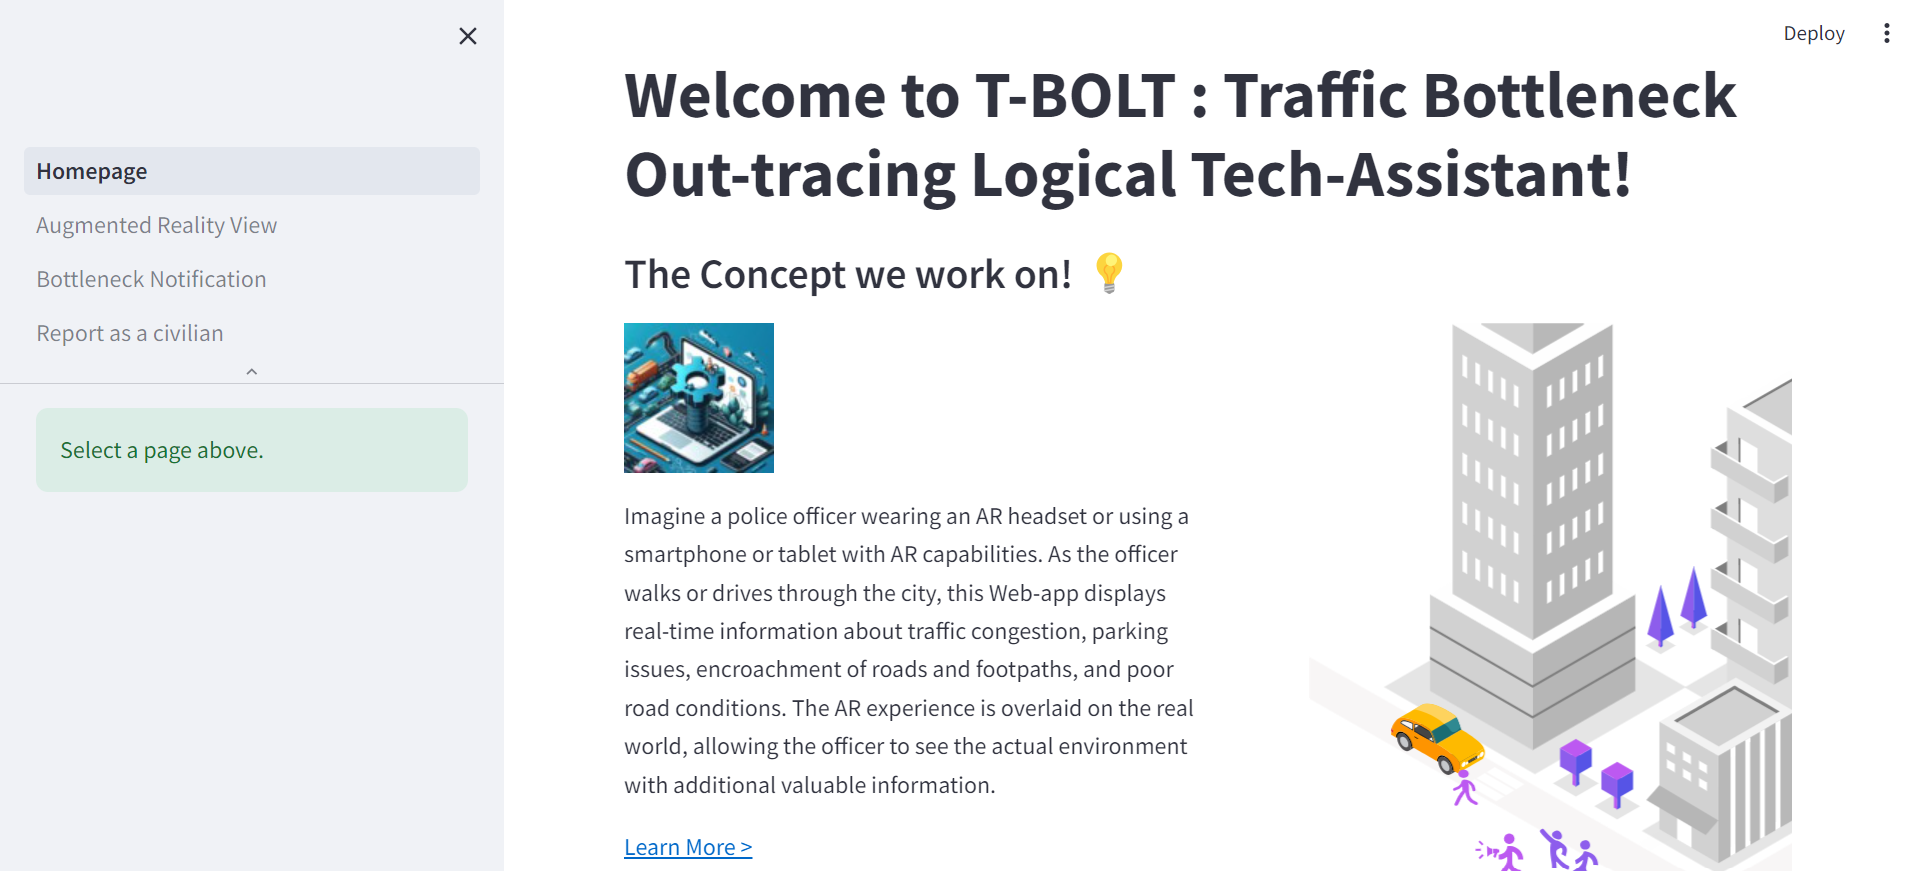 Homepage
Augmented Reality View
Bottleneck Notification
Report as a civilian
Select a page above.
Deploy
Welcome to T-BOLT : Traffic Bottleneck
Out-tracing Logical Tech-Assistant!
The Concept we work on! 💡
Imagine a police officer wearing an AR headset or using a
smartphone or tablet with AR capabilities. As the officer
walks or drives through the city, this Web-app displays
real-time information about traffic congestion, parking
issues, encroachment of roads and footpaths, and poor
road conditions. The AR experience is overlaid on the real
world, allowing the officer to see the actual environment
with additional valuable information.
Learn More >